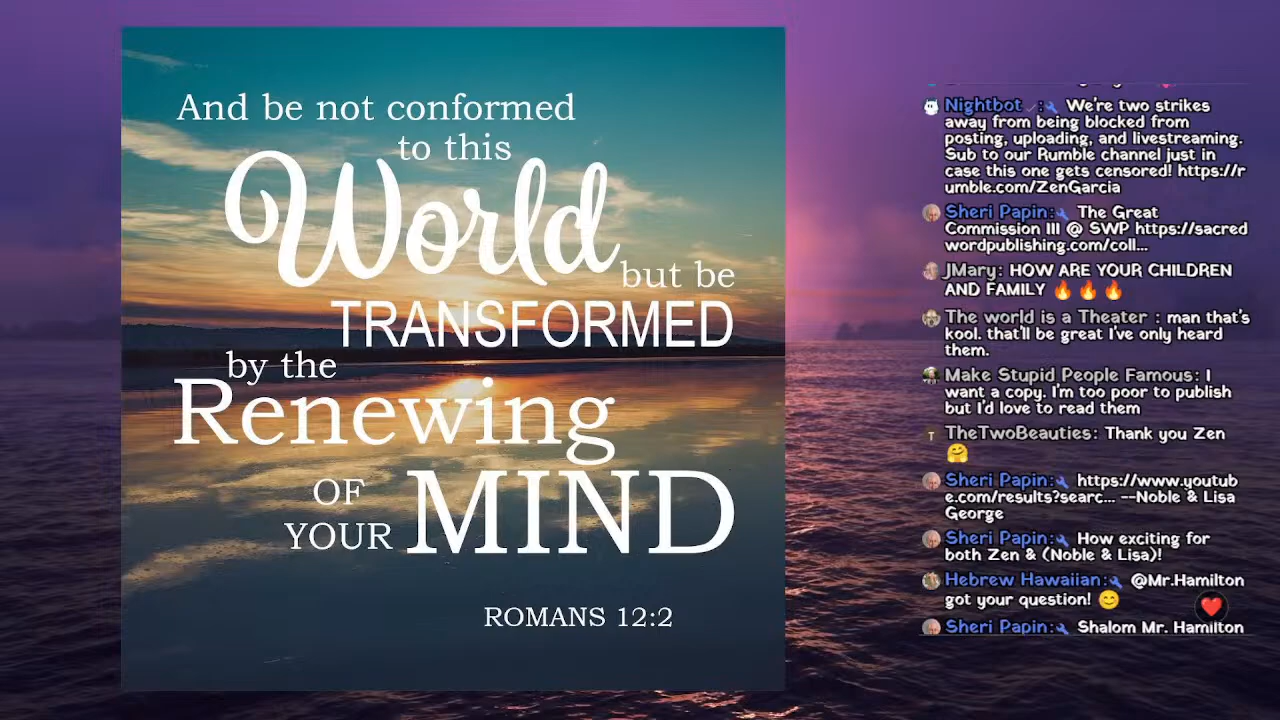 And be not conformed
to this
World
but be
TRANSFORMED
by the
Renewing
OF
YOUR MIND
ROMANS 12:2
Nightbot : We're two strikes
away from being blocked from
posting, uploading, and livestreaming.
Sub to our Rumble channel just in
case this one gets censored! https://r
umble.com/ZenGarcia
Sheri Papin: The Great
Commission III @ SWP https://sacred
wordpublishing.com/coll...
JMary: HOW ARE YOUR CHILDREN
AND FAMILY 🔥🔥🔥
The world is a Theater : man that's
kool. that'll be great I've only heard
them.
Make Stupid People Famous: I
want a copy. I'm too poor to publish
but I'd love to read them
T TheTwoBeauties: Thank you Zen
🤗
Sheri Papin: https://www.youtub
e.com/results?searc... --Noble & Lisa
George
Sheri Papin: How exciting for
both Zen & (Noble & Lisa)!
Hebrew Hawaiian: @Mr.Hamilton
got your question! 😊
Sheri Papin: Shalom Mr. Hamilton